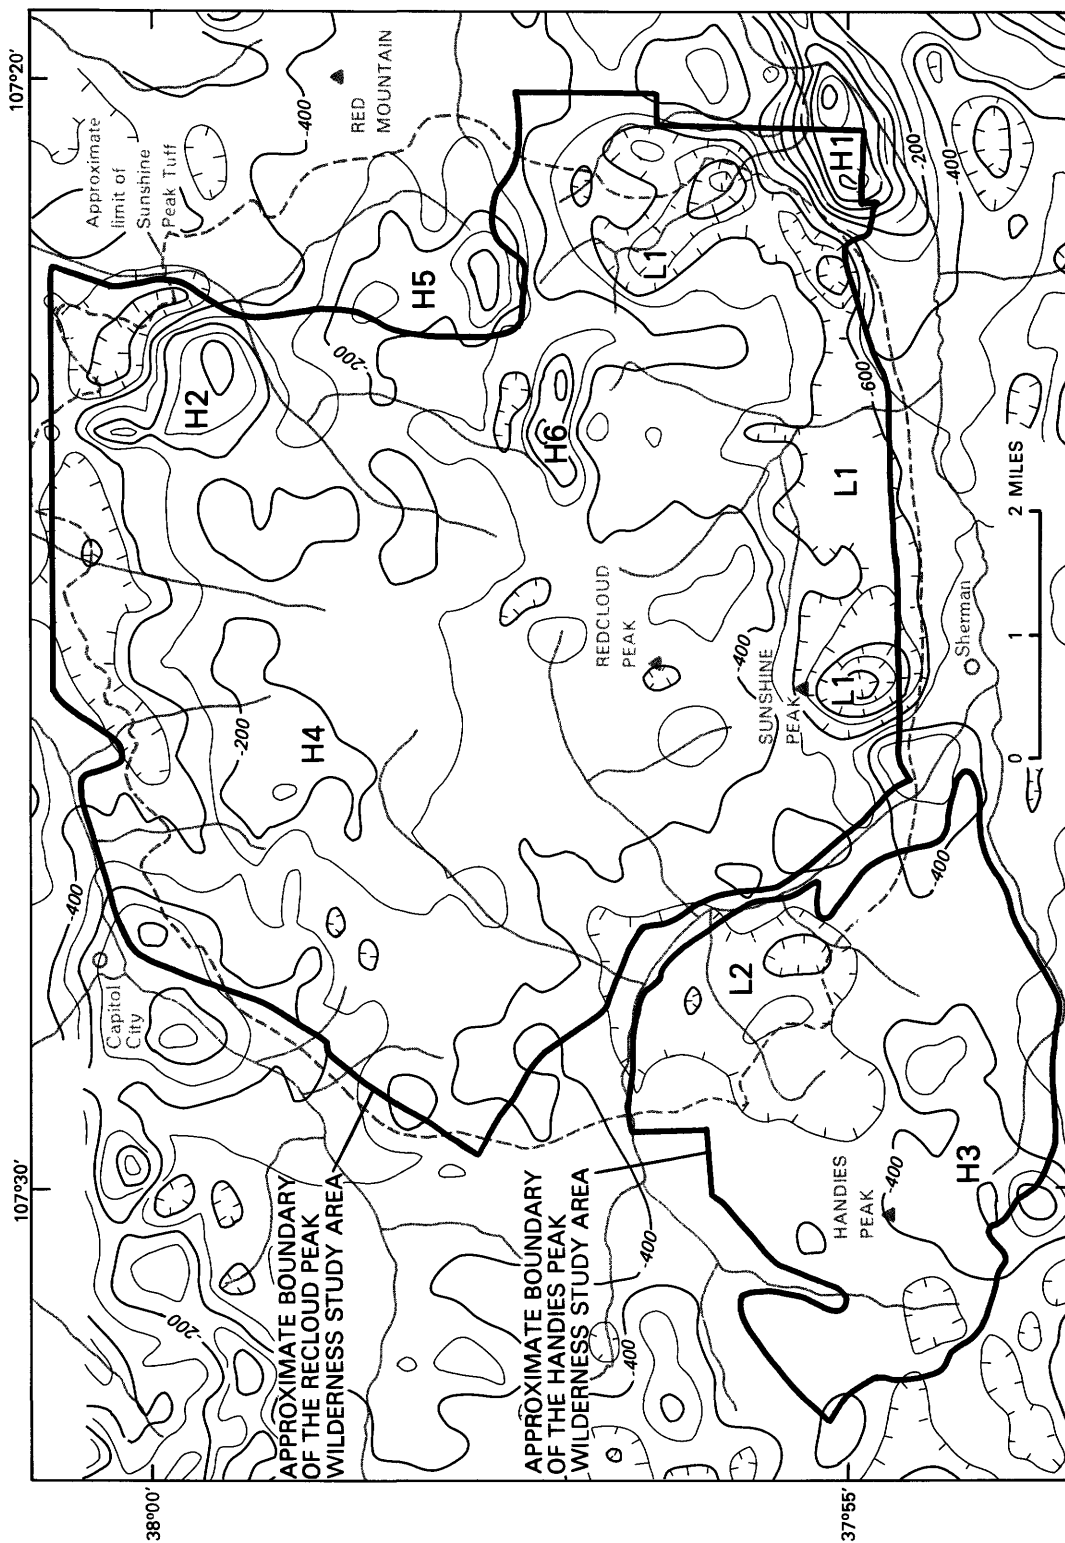 107°30'
107°20'
38°00'
37°55'
Approximate
limit of
Sunshine
Peak Tuff
RED
MOUNTAIN
-400
-400
Capitol
City
H2
H5
H4
-200
-200
-200
H6
H1
-200
-400
L1
L1
L1
-600
REDCLOUD
PEAK
SUNSHINE
PEAK
-400
Sherman
0
1
2 MILES
L2
H3
HANDIES
PEAK
-400
-400
-400
-400
APPROXIMATE BOUNDARY
OF THE RECLOUD PEAK
WILDERNESS STUDY AREA
APPROXIMATE BOUNDARY
OF THE HANDIES PEAK
WILDERNESS STUDY AREA